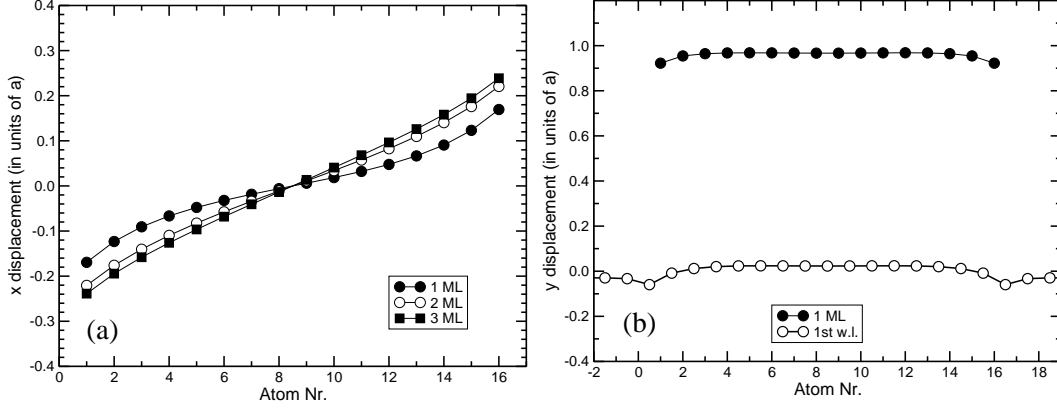 x displacement (in units of a)
0.4
0.2
0.1
0.0
-0.1
-0.2
-0.3
-0.4
0 2 4 6 8 10 12 14 16
Atom Nr.
(a)
1 ML
2 ML
3 ML
y displacement (in units of a)
1.0
0.8
0.6
0.4
0.2
0.0
-0.2
-0.4
-2 0 2 4 6 8 10 12 14 16 18
Atom Nr.
(b)
1 ML
1st w.l.